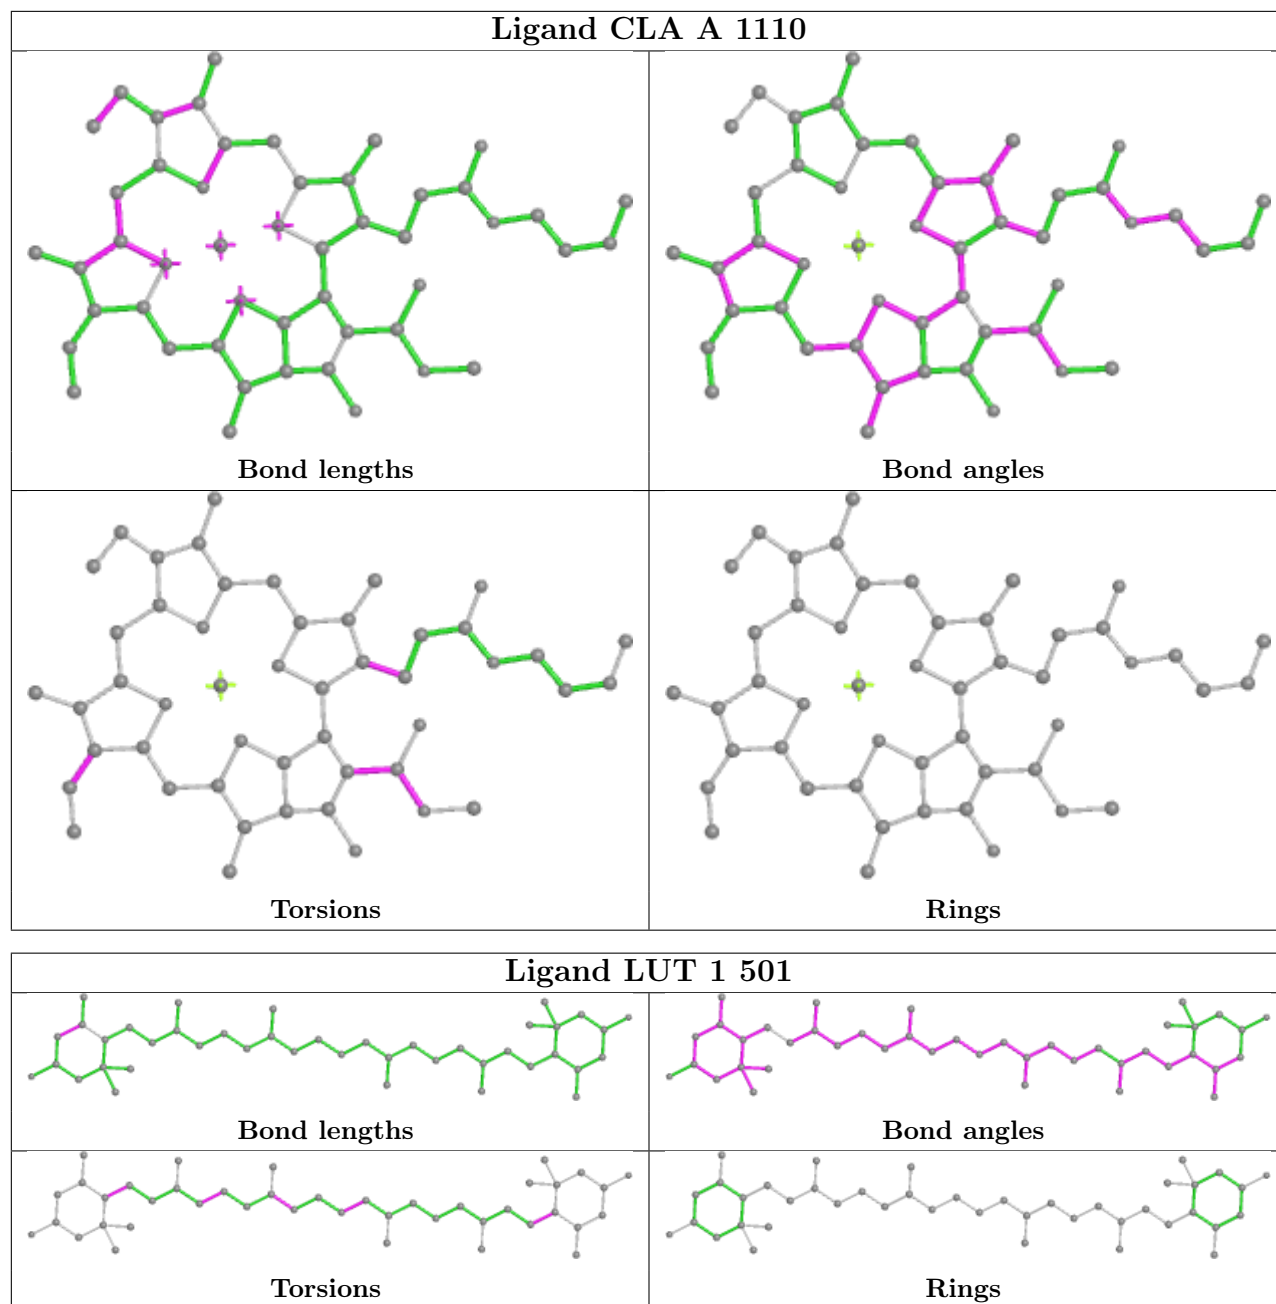 Ligand CLA A 1110
Bond lengths
Bond angles
Torsions
Rings
Ligand LUT 1 501
Bond lengths
Bond angles
Torsions
Rings